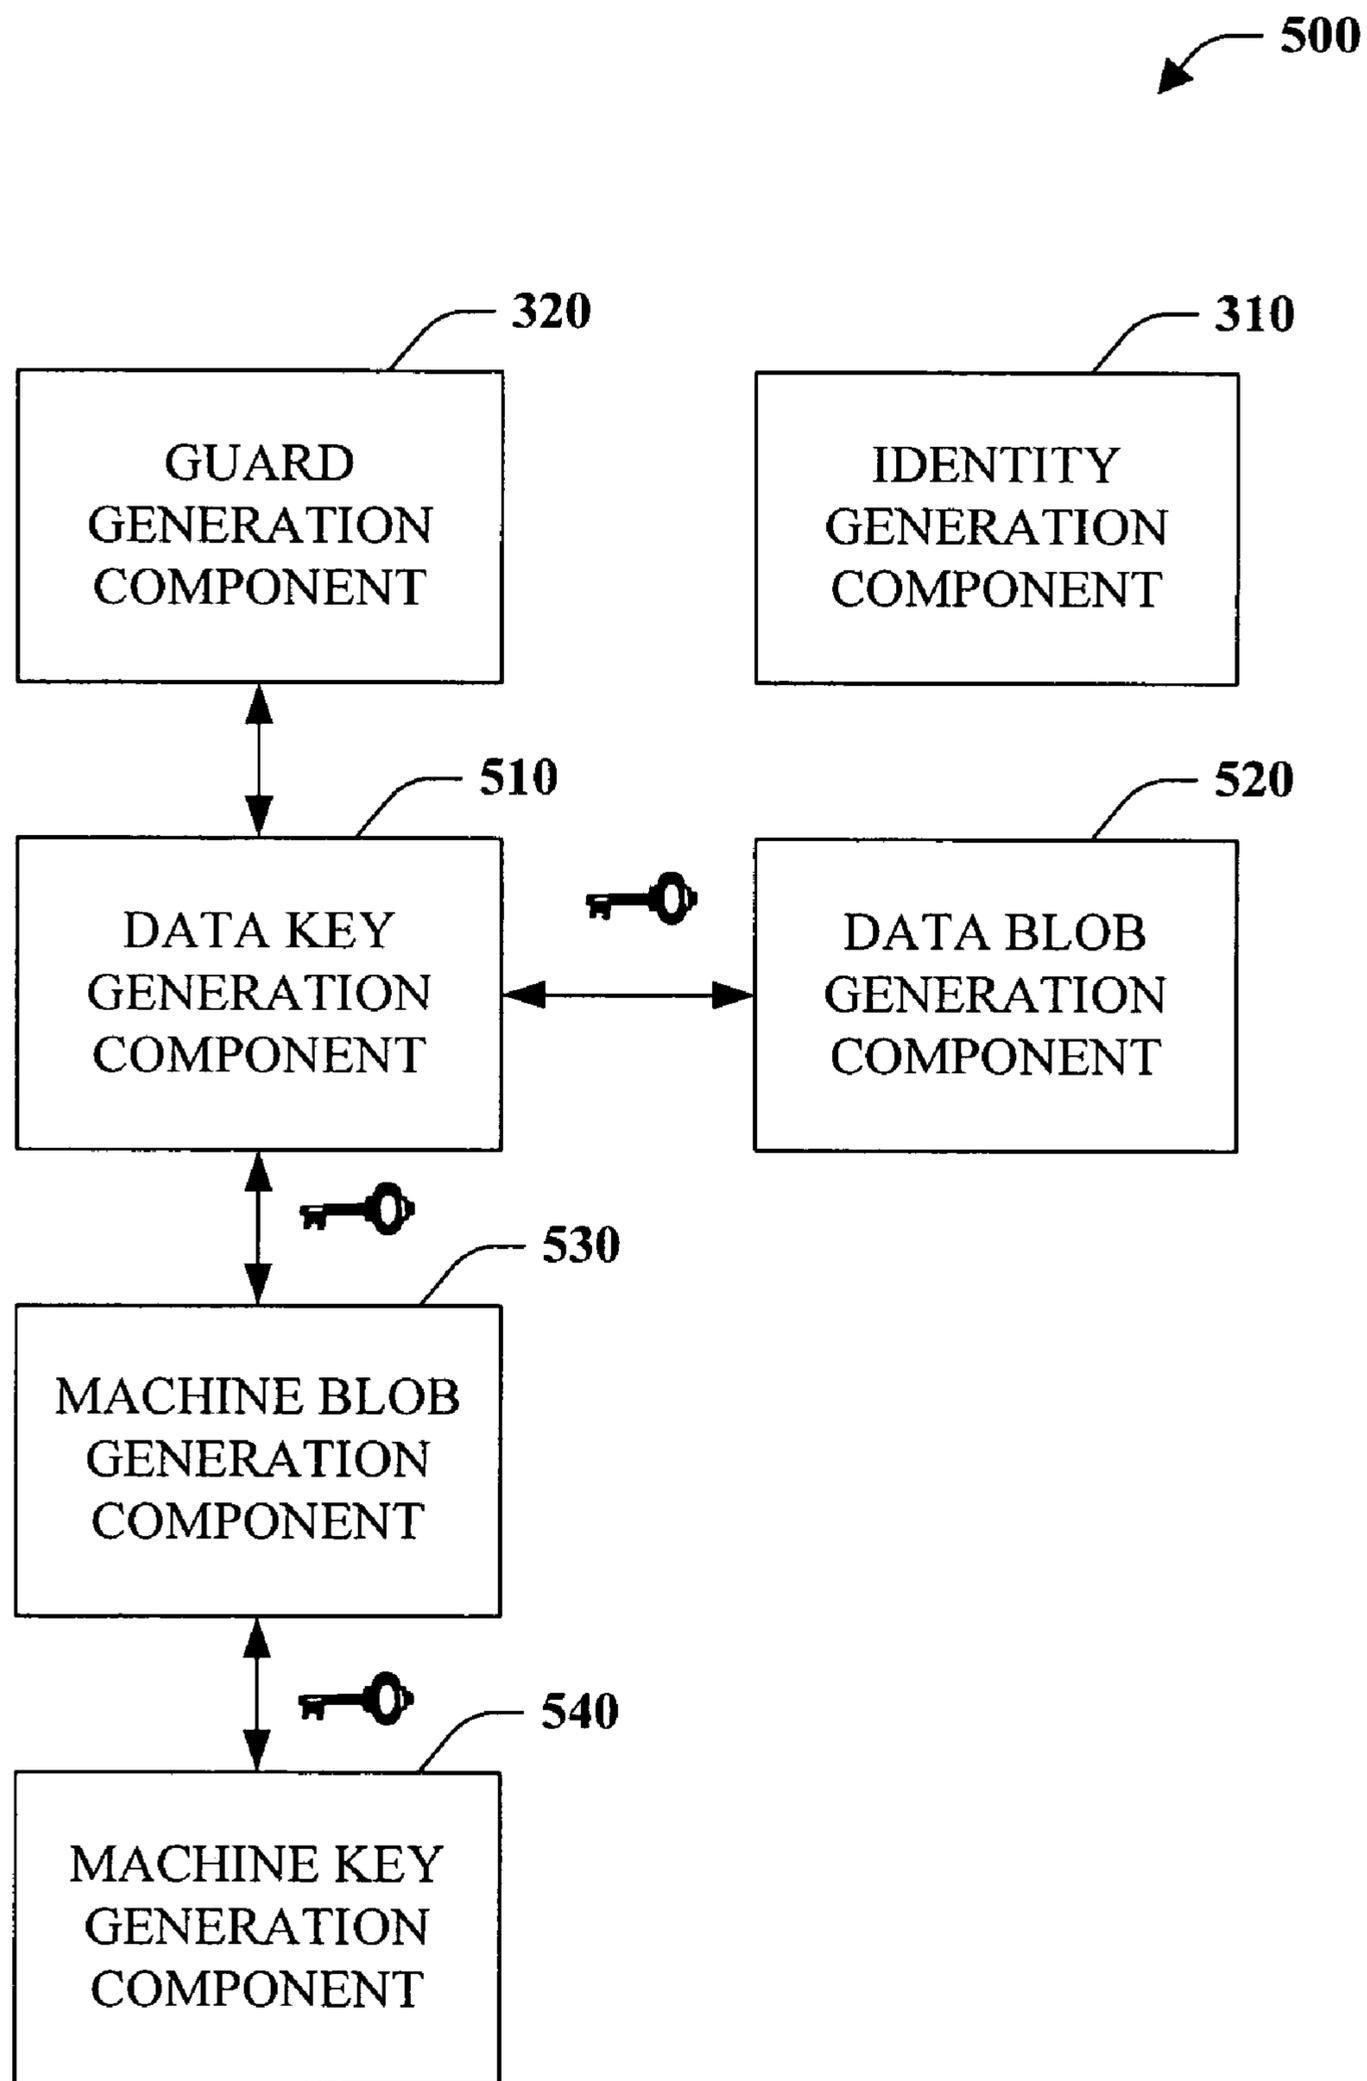 500
320
GUARD
GENERATION
COMPONENT
310
IDENTITY
GENERATION
COMPONENT
510
DATA KEY
GENERATION
COMPONENT
520
DATA BLOB
GENERATION
COMPONENT
530
MACHINE BLOB
GENERATION
COMPONENT
540
MACHINE KEY
GENERATION
COMPONENT